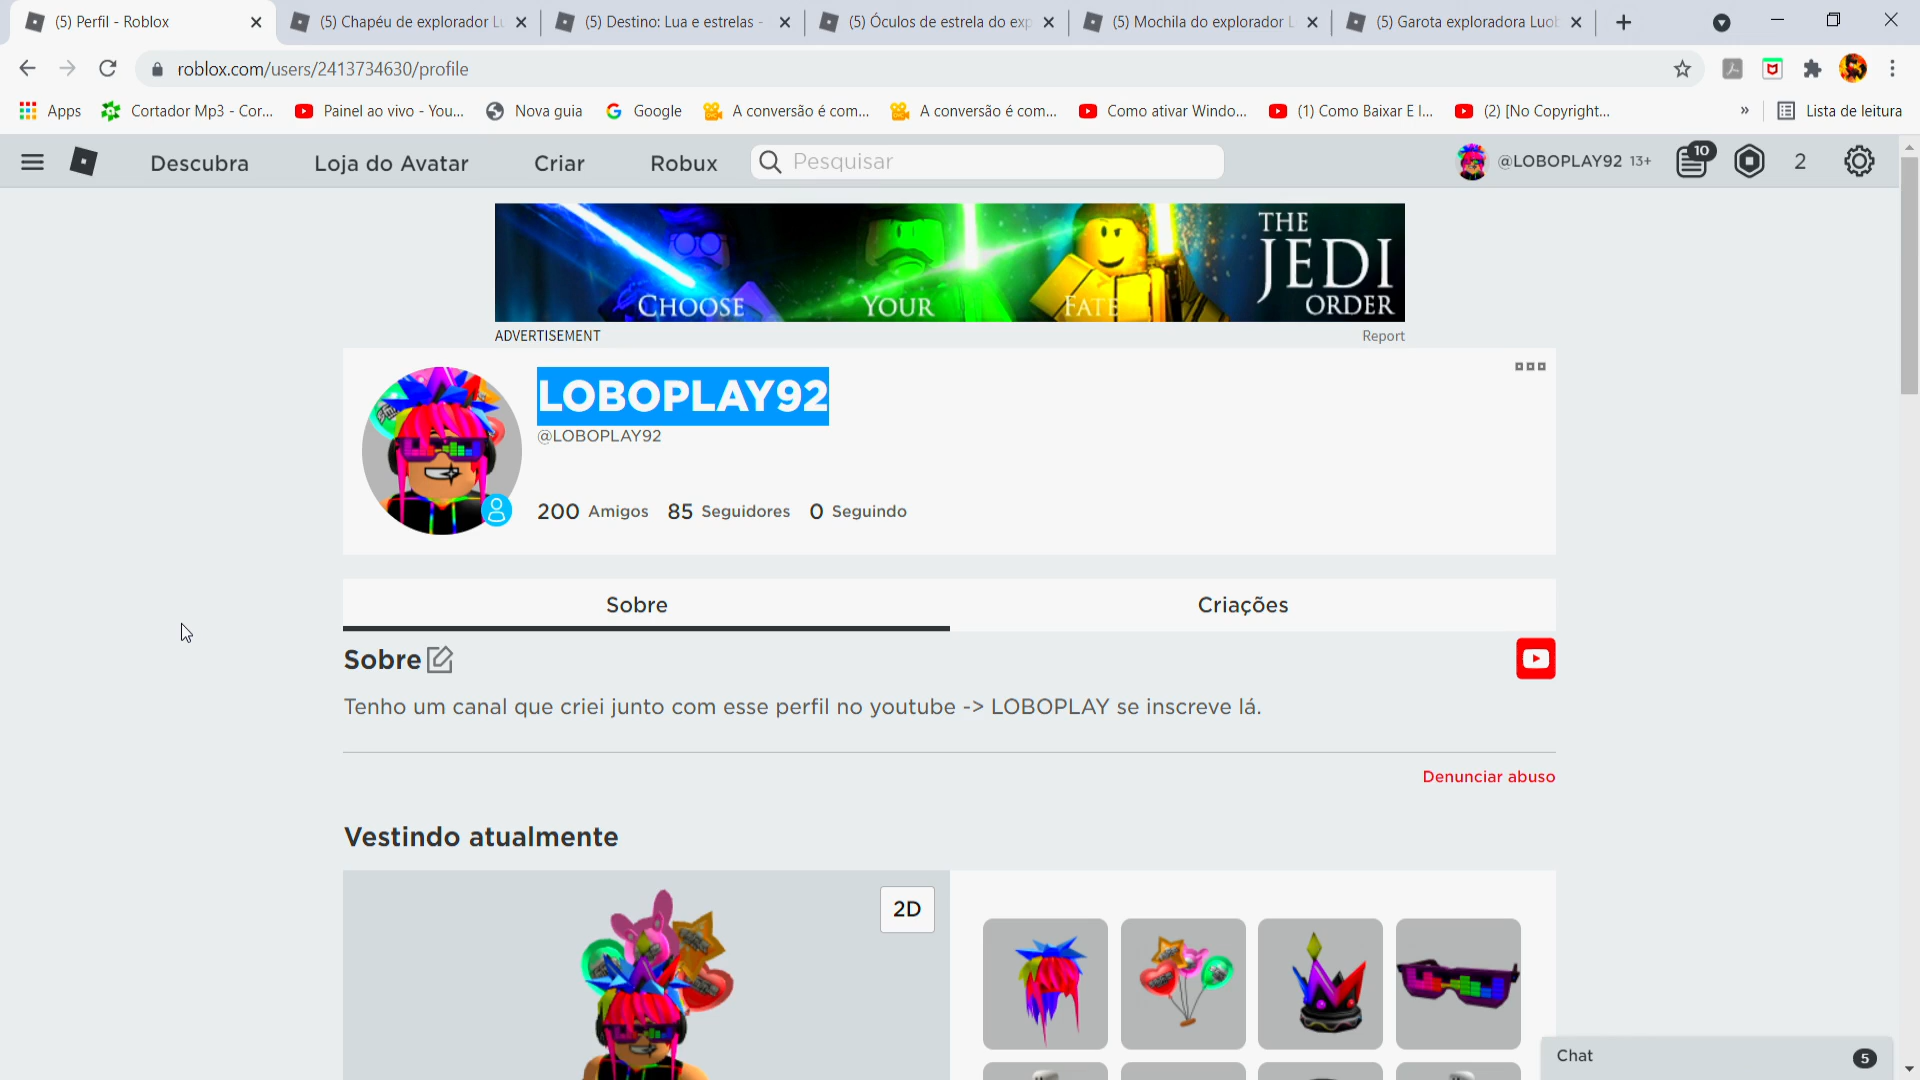 (5) Perfil - Roblox
(5) Chapéu de explorador Lu
(5) Destino: Lua e estrelas -
(5) Óculos de estrela do exp
(5) Mochila do explorador L
(5) Garota exploradora Luob
roblox.com/users/2413734630/profile
Apps
Cortador Mp3 - Cor...
Painel ao vivo - You...
Nova guia
Google
A conversão é com...
A conversão é com...
Como ativar Windo...
(1) Como Baixar E I...
(2) [No Copyright...
»
Lista de leitura
Descubra
Loja do Avatar
Criar
Robux
Pesquisar
@LOBOPLAY92 13+
10
2
CHOOSE YOUR FATE
THE JEDI ORDER
ADVERTISEMENT
Report
LOBOPLAY92
@LOBOPLAY92
200 Amigos 85 Seguidores 0 Seguindo
Sobre
Criações
Sobre
Tenho um canal que criei junto com esse perfil no youtube -> LOBOPLAY se inscreve lá.
Denunciar abuso
Vestindo atualmente
2D
Chat
5